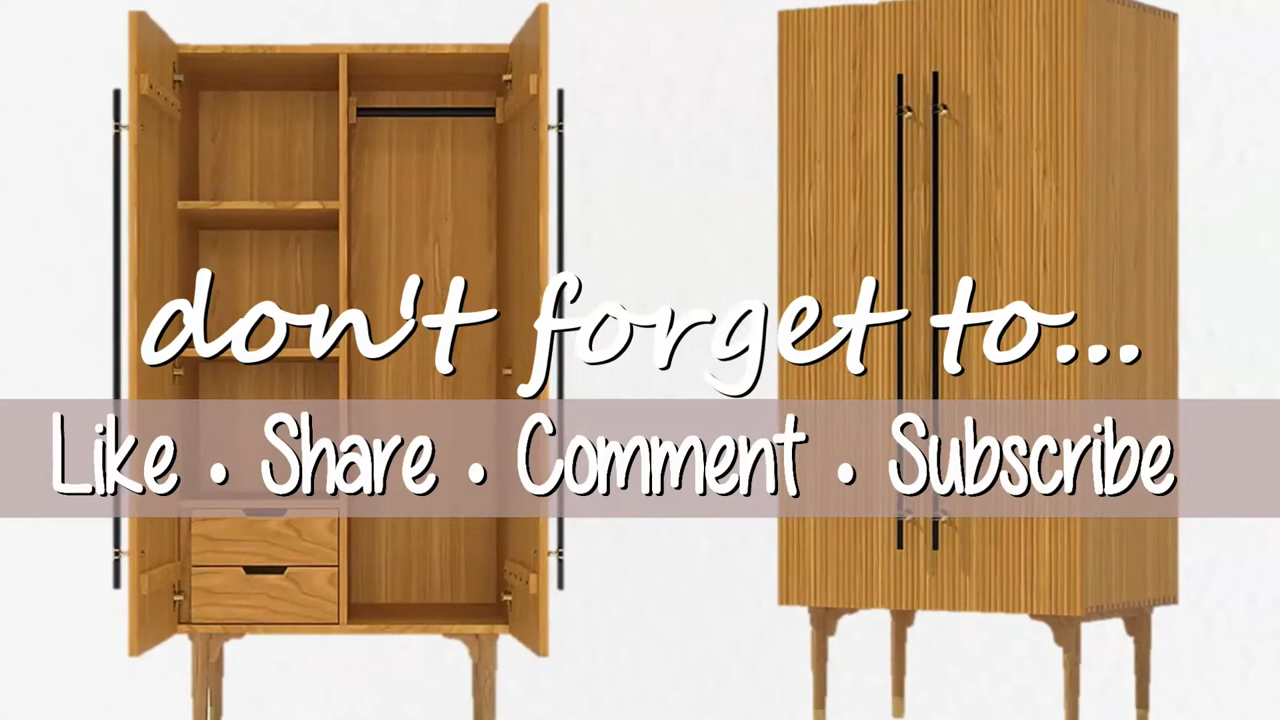 don't forget to...
Like • Share • Comment • Subscribe